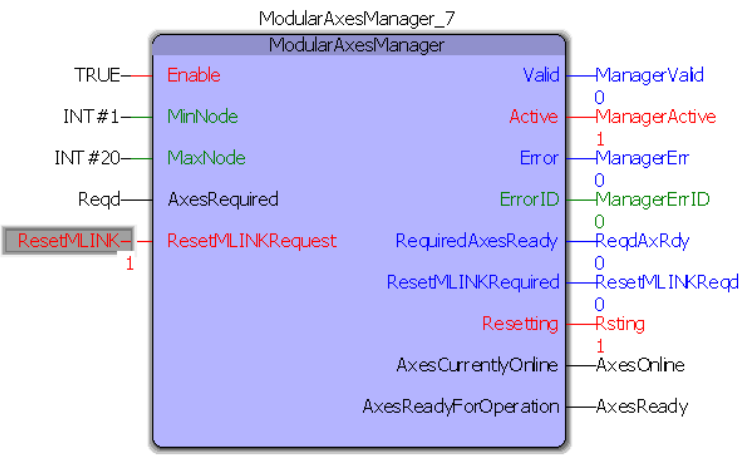 ModularAxesManager_7
ModularAxesManager
TRUE Enable Valid ManagerValid
0
INT#1 MinNode Active ManagerActive
1
INT#20 MaxNode Error ManagerErr
0
Reqd AxesRequired ErrorID ManagerErrID
0
ResetMLINK ResetMLINKRequest RequiredAxesReady ReqdAxRdy
1 0
ResetMLINKRequired ResetMLINKReqd
0
Resetting Rsting
1
AxesCurrentlyOnline AxesOnline
AxesReadyForOperation AxesReady